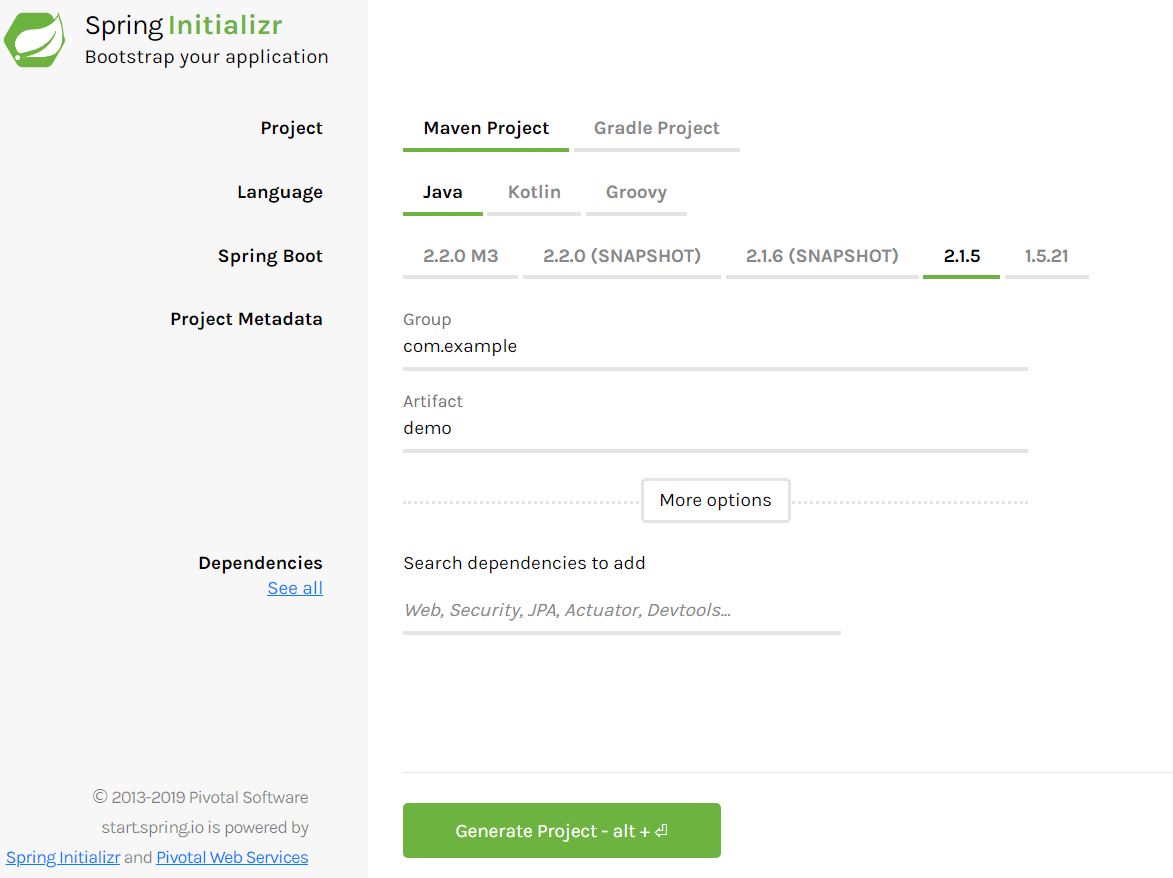 Spring Initializr
Bootstrap your application
Project
Maven Project Gradle Project
Language
Java Kotlin Groovy
Spring Boot
2.2.0 M3 2.2.0 (SNAPSHOT) 2.1.6 (SNAPSHOT) 2.1.5 1.5.21
Project Metadata
Group
com.example
Artifact
demo
More options
Dependencies
See all
Search dependencies to add
Web, Security, JPA, Actuator, Devtools...
© 2013-2019 Pivotal Software
start.spring.io is powered by
Spring Initializr and Pivotal Web Services
Generate Project - alt + ⏎